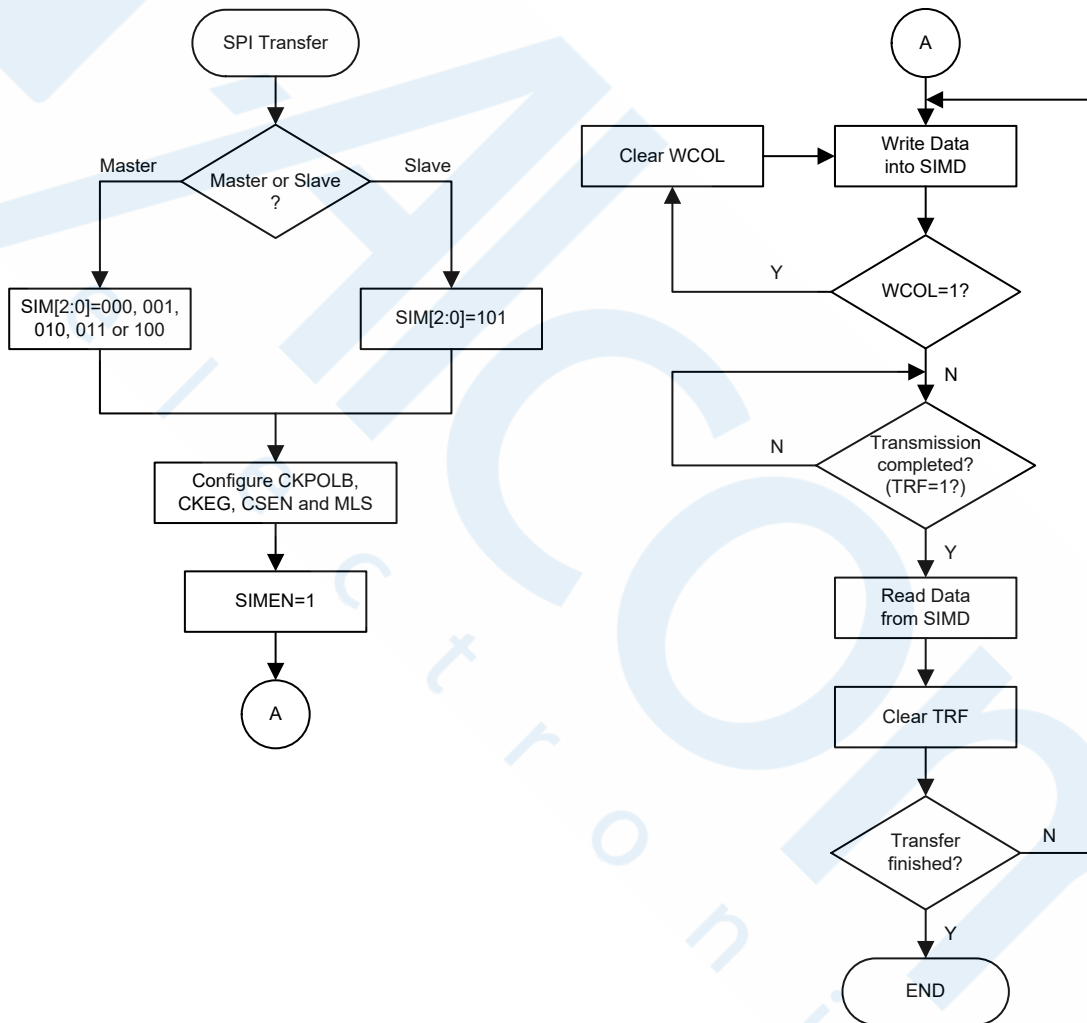 SPI Transfer
Master or Slave
?
Master
Slave
SIM[2:0]=000, 001,
010, 011 or 100
SIM[2:0]=101
Configure CKPOLB,
CKEG, CSEN and MLS
SIMEN=1
A
A
Write Data
into SIMD
Clear WCOL
WCOL=1?
Y
N
Transmission
completed?
(TRF=1?)
N
Y
Read Data
from SIMD
Clear TRF
Transfer
finished?
N
Y
END